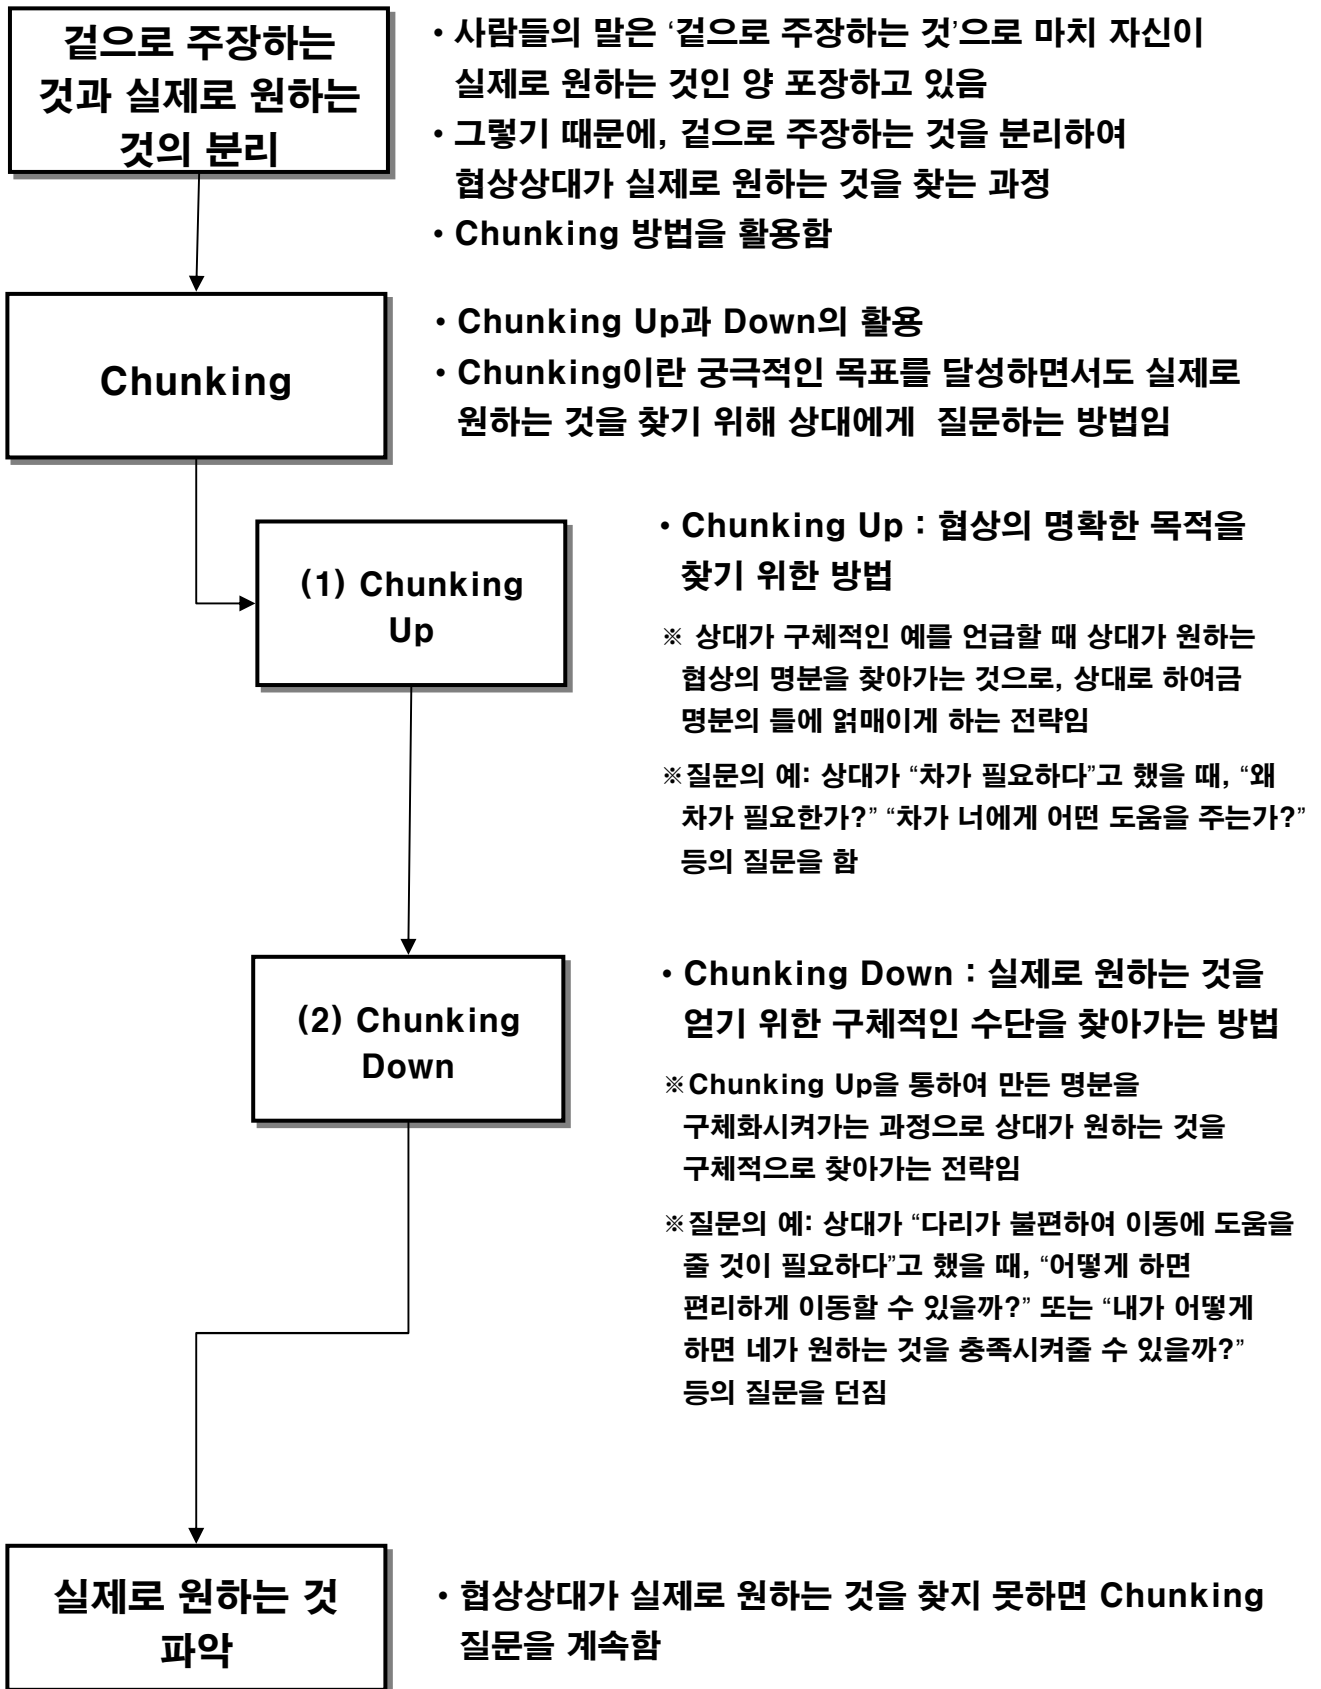 겉으로 주장하는
것과 실제로 원하는
것의 분리
• 사람들의 말은 ‘겉으로 주장하는 것’으로 마치 자신이
실제로 원하는 것인 양 포장하고 있음
• 그렇기 때문에, 겉으로 주장하는 것을 분리하여
협상상대가 실제로 원하는 것을 찾는 과정
• Chunking 방법을 활용함
Chunking
• Chunking Up과 Down의 활용
• Chunking이란 궁극적인 목표를 달성하면서도 실제로
원하는 것을 찾기 위해 상대에게 질문하는 방법임
(1) Chunking
Up
• Chunking Up : 협상의 명확한 목적을
찾기 위한 방법
※ 상대가 구체적인 예를 언급할 때 상대가 원하는
협상의 명분을 찾아가는 것으로, 상대로 하여금
명분의 틀에 얽매이게 하는 전략임
※질문의 예: 상대가 “차가 필요하다”고 했을 때, “왜
차가 필요한가?” “차가 너에게 어떤 도움을 주는가?”
등의 질문을 함
(2) Chunking
Down
• Chunking Down : 실제로 원하는 것을
얻기 위한 구체적인 수단을 찾아가는 방법
※Chunking Up을 통하여 만든 명분을
구체화시켜가는 과정으로 상대가 원하는 것을
구체적으로 찾아가는 전략임
※질문의 예: 상대가 “다리가 불편하여 이동에 도움을
줄 것이 필요하다”고 했을 때, “어떻게 하면
편리하게 이동할 수 있을까?” 또는 “내가 어떻게
하면 네가 원하는 것을 충족시켜줄 수 있을까?”
등의 질문을 던짐
실제로 원하는 것
파악
• 협상상대가 실제로 원하는 것을 찾지 못하면 Chunking
질문을 계속함